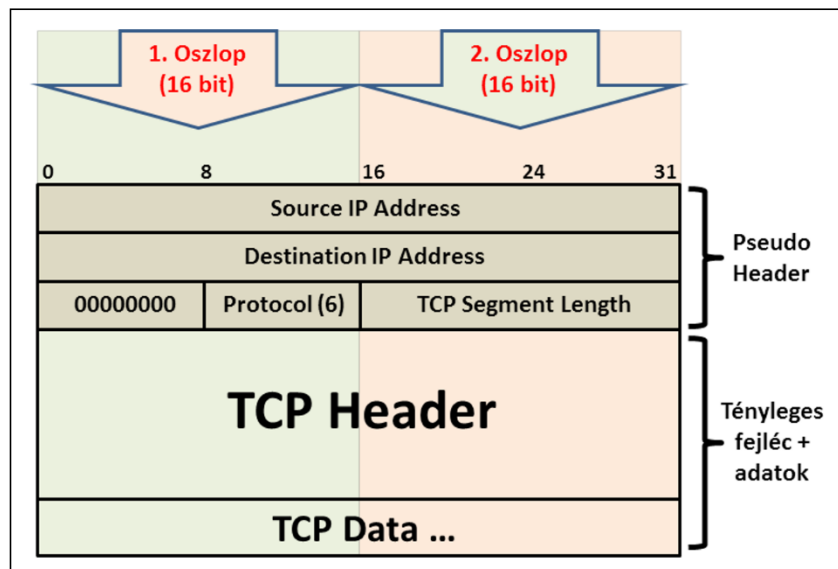 1. Oszlop
(16 bit)
2. Oszlop
(16 bit)
0 8 16 24 31
Source IP Address
Destination IP Address
00000000 Protocol (6) TCP Segment Length
Pseudo
Header
TCP Header
TCP Data ...
Tényleges
fejléc +
adatok